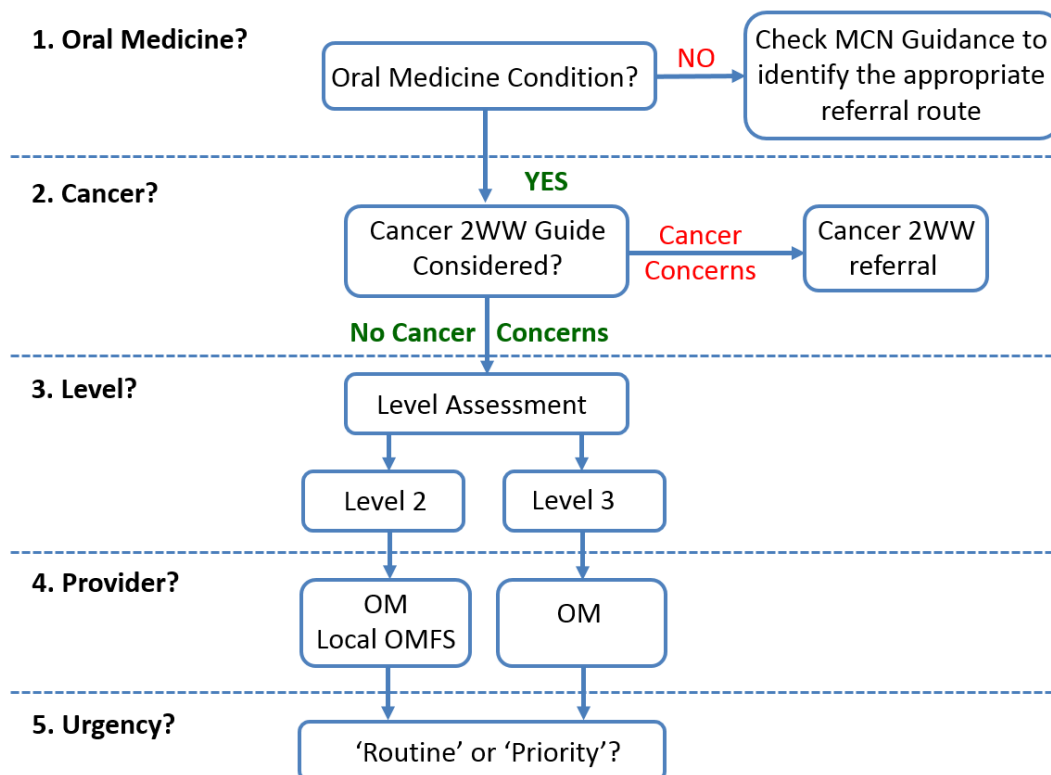 1. Oral Medicine?
Oral Medicine Condition?
NO
Check MCN Guidance to
identify the appropriate
referral route
YES
2. Cancer?
Cancer 2WW Guide
Considered?
Cancer
Concerns
Cancer 2WW
referral
No Cancer Concerns
3. Level?
Level Assessment
Level 2
Level 3
4. Provider?
OM
Local OMFS
OM
5. Urgency?
‘Routine’ or ‘Priority’?